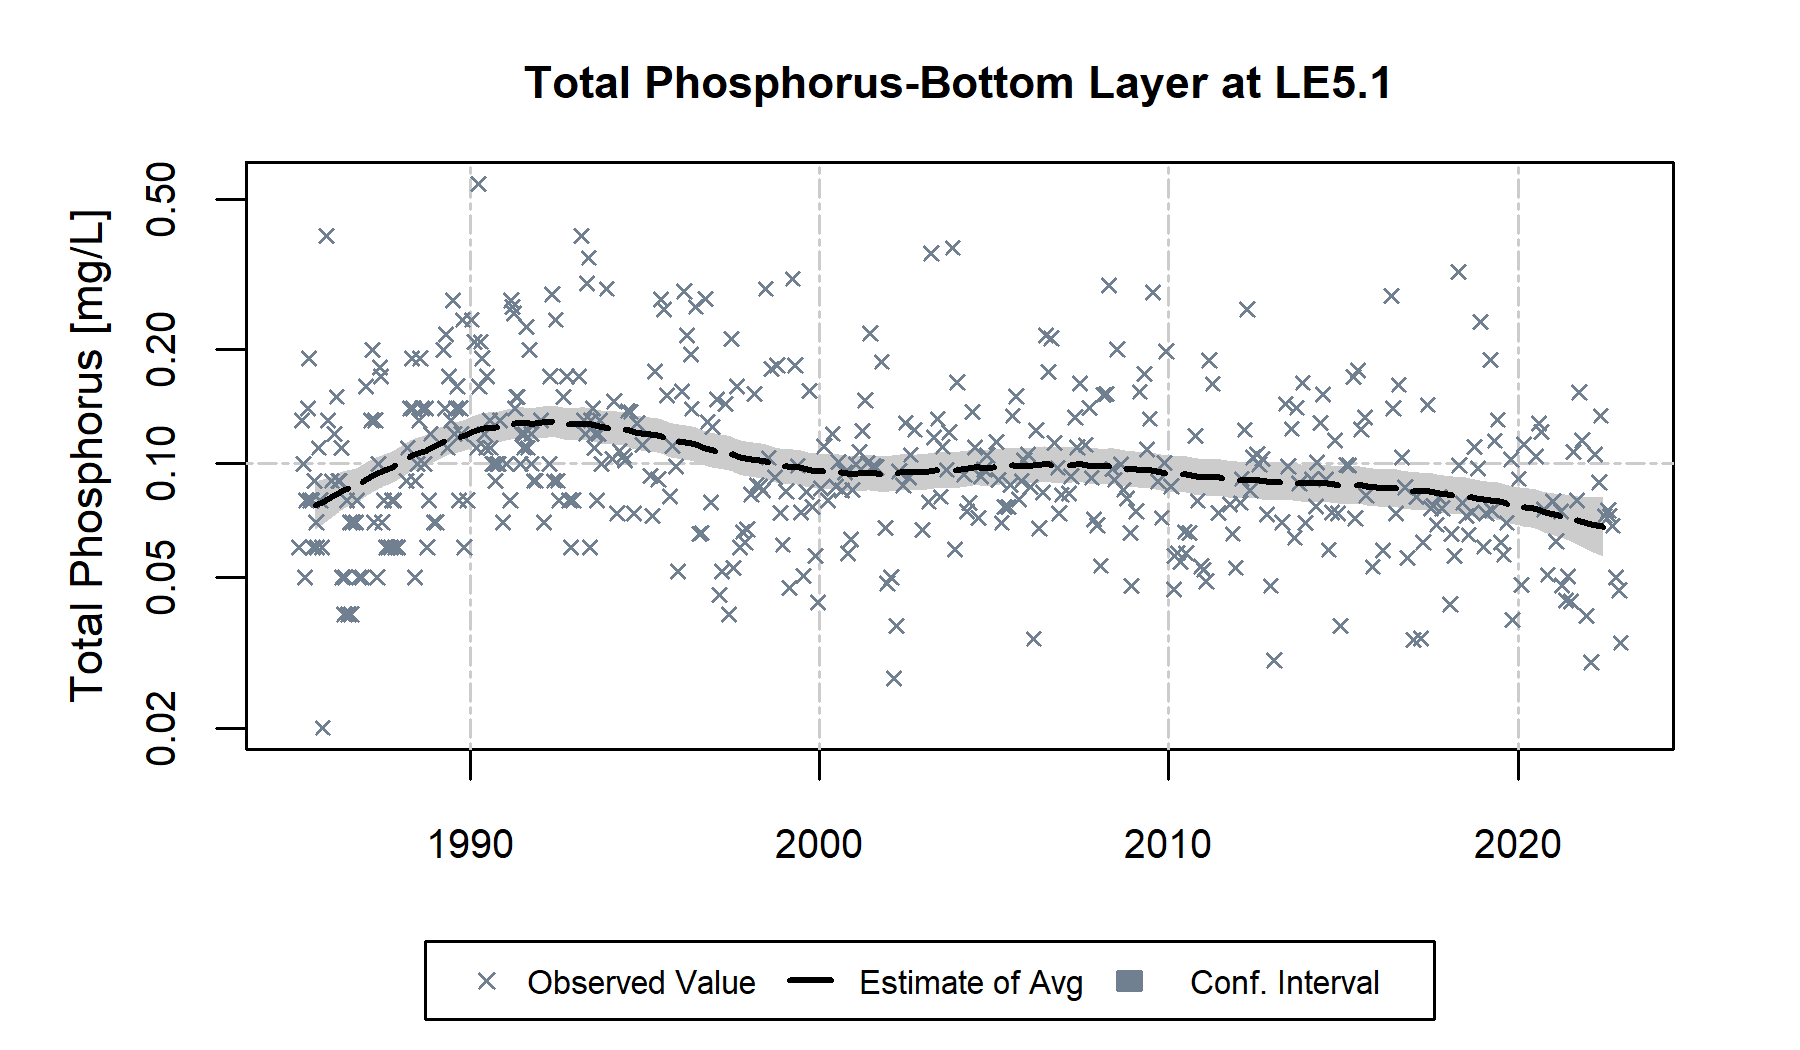 Total Phosphorus-Bottom Layer at LE5.1
Total Phosphorus [mg/L]
0.50
0.20
0.10
0.05
0.02
1990 2000 2010 2020
Observed Value Estimate of Avg Conf. Interval